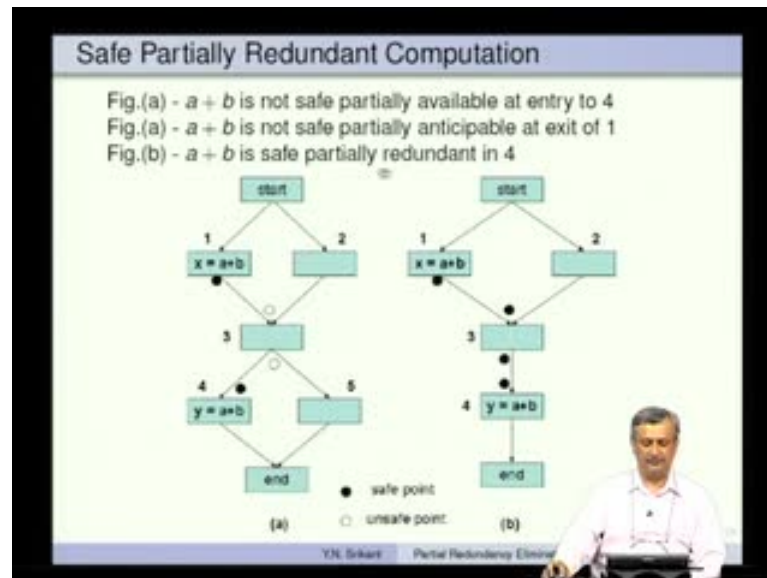 Safe Partially Redundant Computation
Fig.(a) - a + b is not safe partially available at entry to 4
Fig.(a) - a + b is not safe partially anticipable at exit of 1
Fig.(b) - a + b is safe partially redundant in 4
start start
1 2 1 2
x = a+b x = a+b
3 3
4 5
y = a+b 4 y = a+b
end end
safe point
(a) unsafe point (b)
Y.N. Srikant Partial Redundancy Elimin